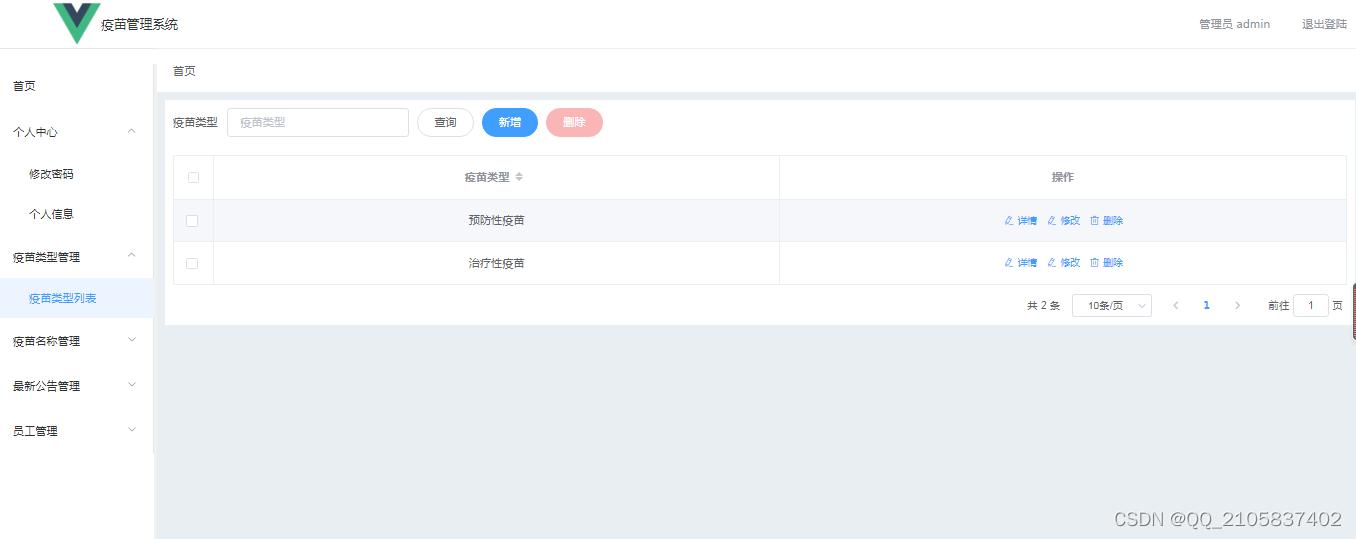 疫苗管理系统
管理员 admin 退出登陆
首页
个人中心
修改密码
个人信息
疫苗类型管理
疫苗类型列表
疫苗名称管理
最新公告管理
员工管理
首页
疫苗类型 疫苗类型 查询 新增 删除
疫苗类型 操作
预防性疫苗 详情 修改 删除
治疗性疫苗 详情 修改 删除
共 2 条 10条/页 1 前往 1 页
CSDN @QQ_2105837402